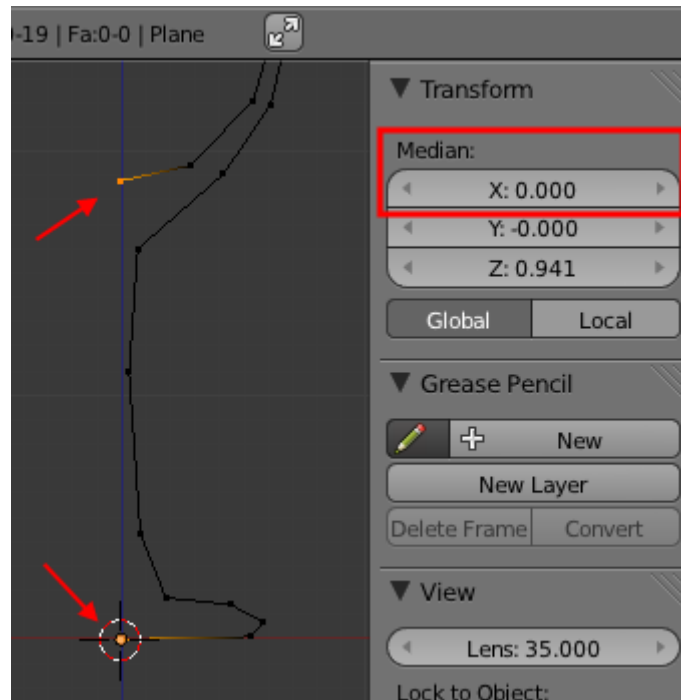 -19 | Fa:0-0 | Plane
Transform
Median:
X: 0.000
Y: -0.000
Z: 0.941
Global Local
Grease Pencil
New
New Layer
Delete Frame Convert
View
Lens: 35.000
Lock to Object: